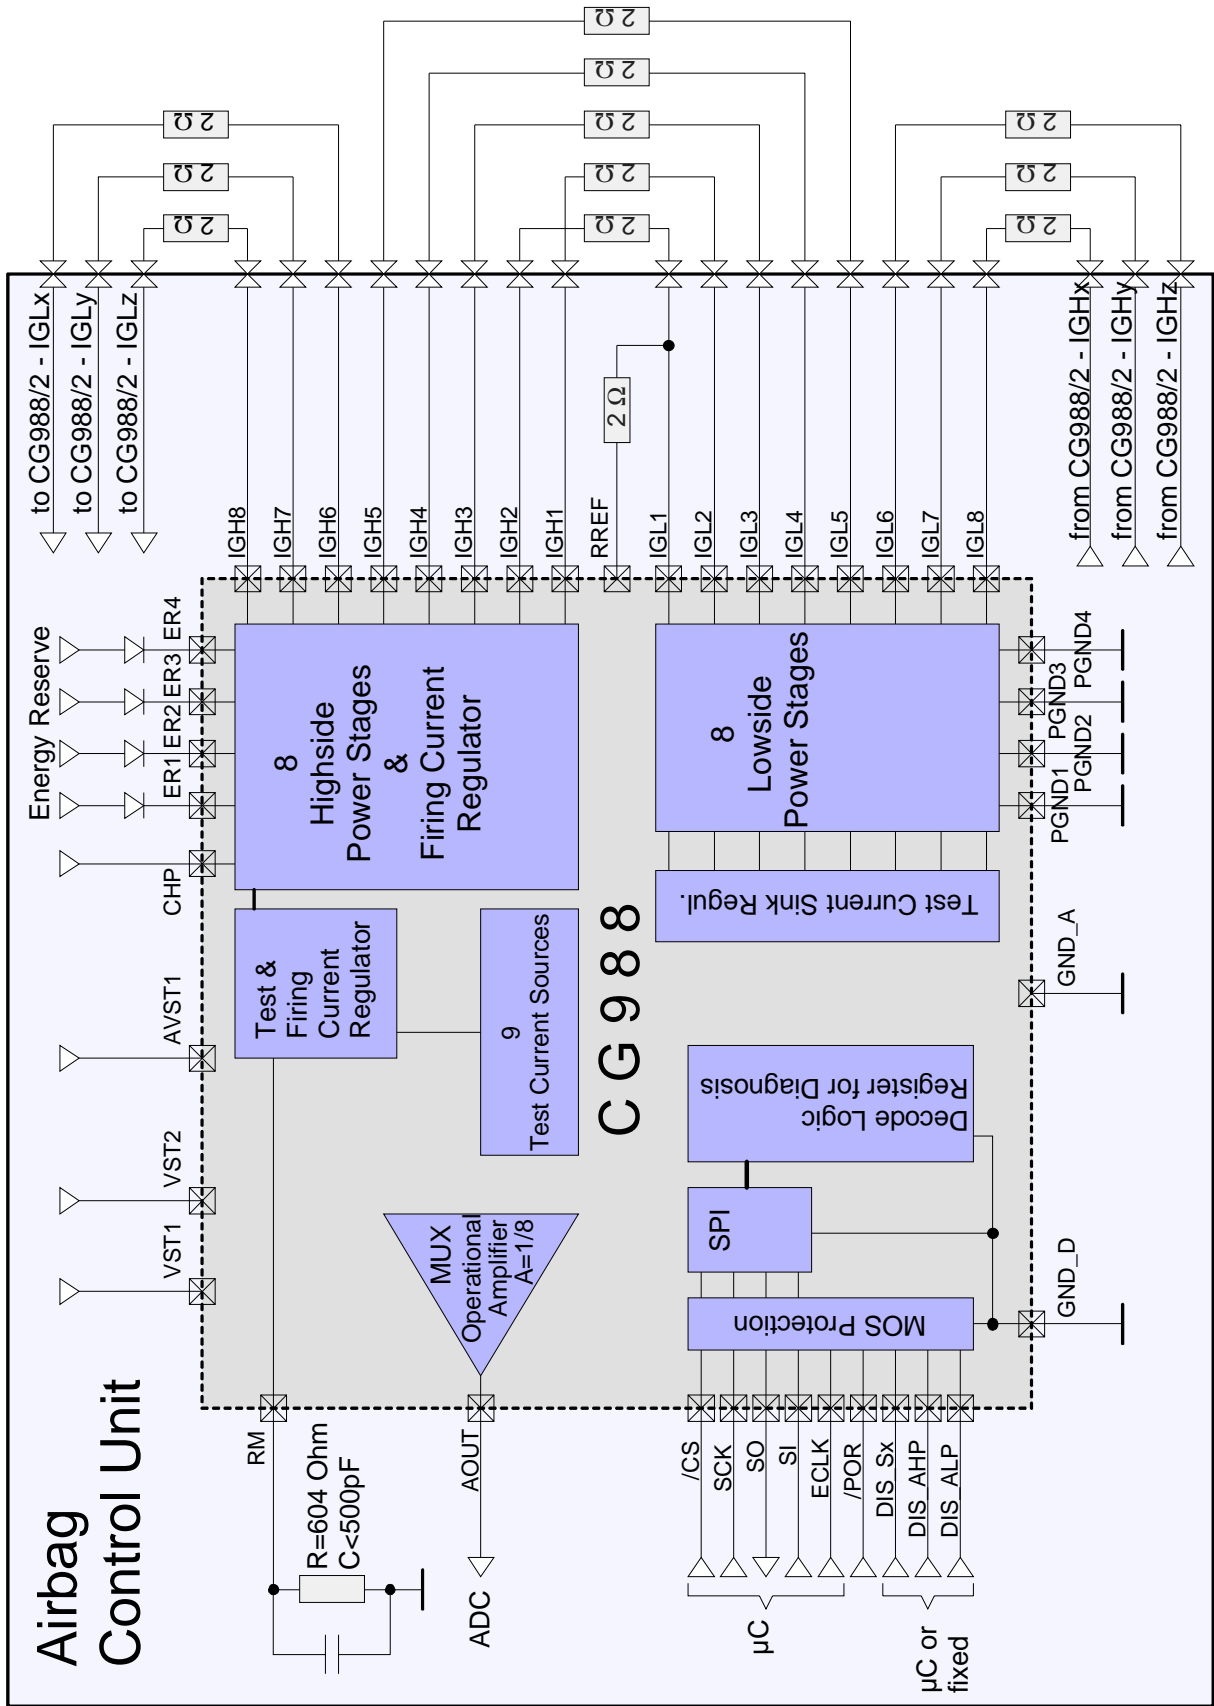 Airbag
Control Unit
VST1
VST2
AVST1
CHP
Energy Reserve
ER1
ER2
ER3
ER4
to CG988/2 - IGLx
to CG988/2 - IGLy
to CG988/2 - IGLz
2 Ω
2 Ω
2 Ω
2 Ω
2 Ω
2 Ω
2 Ω
2 Ω
2 Ω
2 Ω
2 Ω
2 Ω
RM
R=604 Ohm
C<500pF
AOUT
ADC
MUX
Operational
Amplifier
A=1/8
Test &
Firing
Current
Regulator
9
Test Current Sources
8
Highside
Power Stages
&
Firing Current
Regulator
IGH8
IGH7
IGH6
IGH5
IGH4
IGH3
IGH2
IGH1
RREF
IGL1
IGL2
IGL3
IGL4
IGL5
IGL6
IGL7
IGL8
CG988
/CS
SCK
SO
SI
ECLK
/POR
DIS_Sx
DIS_AHP
DIS_ALP
µC
µC or
fixed
MOS Protection
SPI
Decode Logic
Register for Diagnosis
Test Current Sink Regul.
8
Lowside
Power Stages
GND_D
GND_A
PGND1
PGND2
PGND3
PGND4
from CG988/2 - IGHx
from CG988/2 - IGHy
from CG988/2 - IGHz